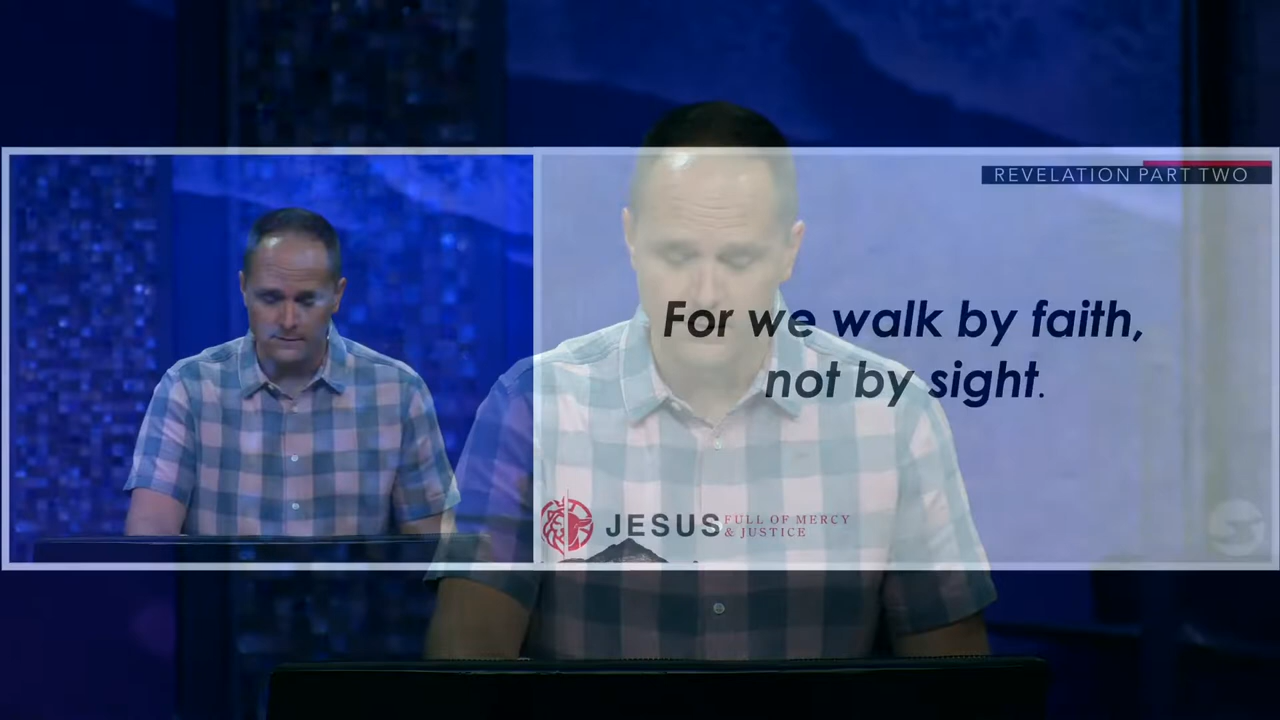 REVELATION PART TWO
For we walk by faith,
not by sight.
JESUS FULL OF MERCY
& JUSTICE